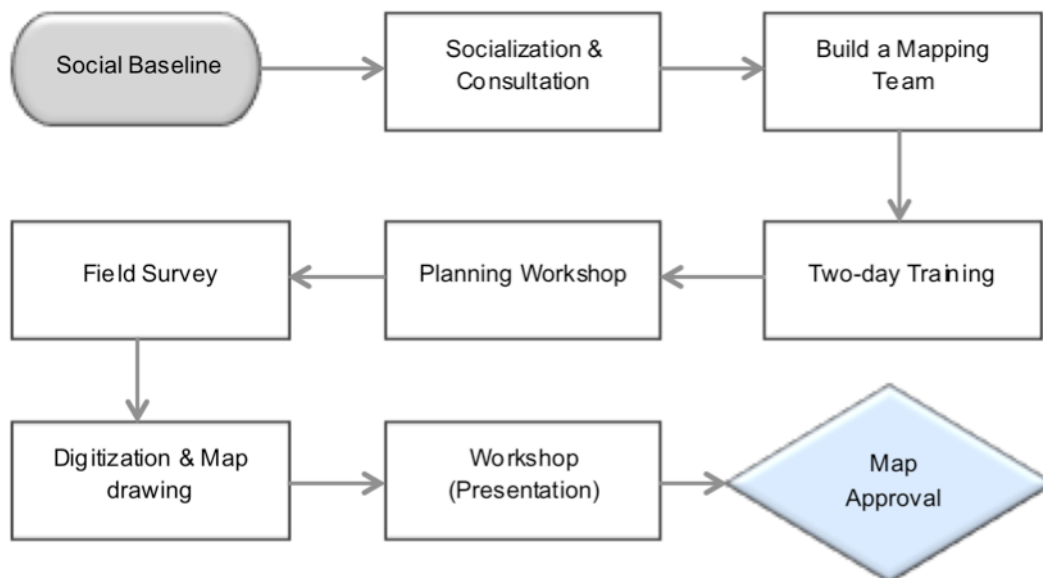 Social Baseline
Socialization &
Consultation
Build a Mapping
Team
Two-day Training
Planning Workshop
Field Survey
Digitization & Map
drawing
Workshop
(Presentation)
Map
Approval